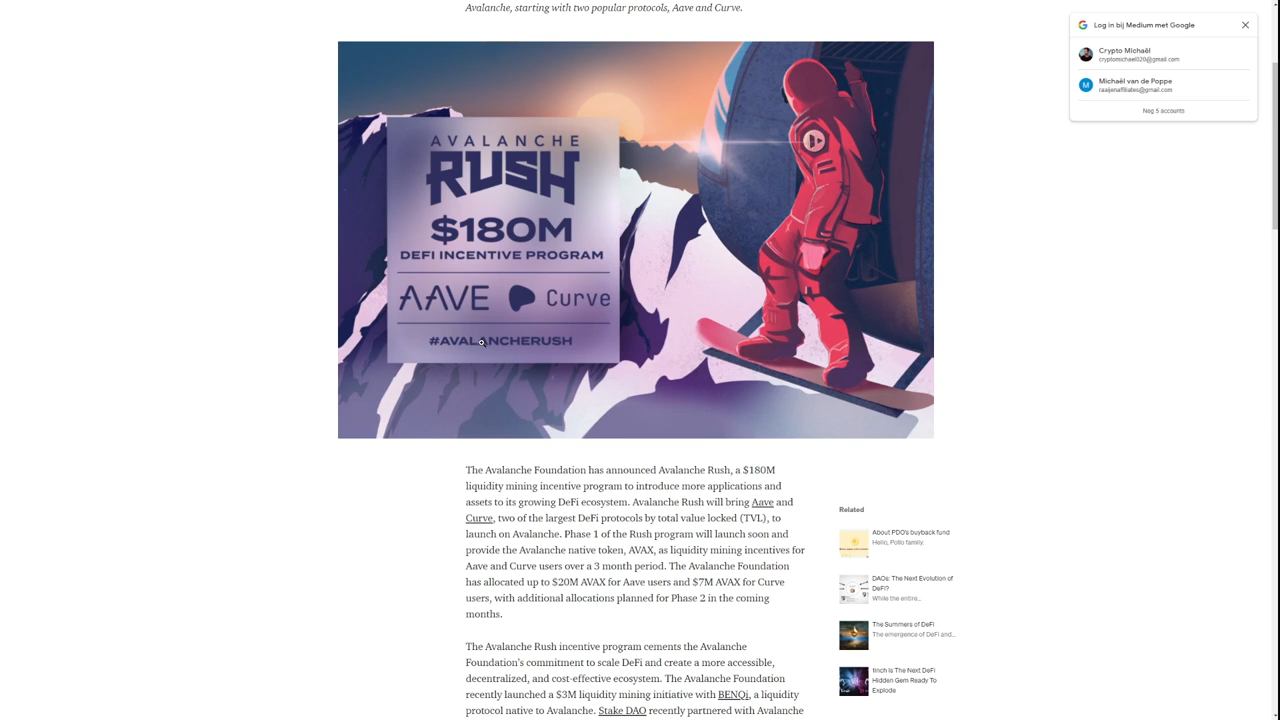 Avalanche, starting with two popular protocols, Aave and Curve.
Log in bij Medium met Google
Crypto Michaël
cryptomichael020@gmail.com
Michaël van de Poppe
raaijenaffiliates@gmail.com
Nog 5 accounts
AVALANCHE
RUSH
$180M
DEFI INCENTIVE PROGRAM
AAVE Curve
#AVALANCHERUSH
The Avalanche Foundation has announced Avalanche Rush, a $180M
liquidity mining incentive program to introduce more applications and
assets to its growing DeFi ecosystem. Avalanche Rush will bring Aave and
Curve, two of the largest DeFi protocols by total value locked (TVL), to
launch on Avalanche. Phase 1 of the Rush program will launch soon and
provide the Avalanche native token, AVAX, as liquidity mining incentives for
Aave and Curve users over a 3 month period. The Avalanche Foundation
has allocated up to $20M AVAX for Aave users and $7M AVAX for Curve
users, with additional allocations planned for Phase 2 in the coming
months.
The Avalanche Rush incentive program cements the Avalanche
Foundation's commitment to scale DeFi and create a more accessible,
decentralized, and cost-effective ecosystem. The Avalanche Foundation
recently launched a $3M liquidity mining initiative with BENQi, a liquidity
protocol native to Avalanche. Stake DAO recently partnered with Avalanche
Related
About PDO's buyback fund
Hello, Pollo family.
DAOs: The Next Evolution of
DeFi?
While the entire...
The Summers of DeFi
The emergence of DeFi and...
1inch Is The Next DeFi
Hidden Gem Ready To
Explode